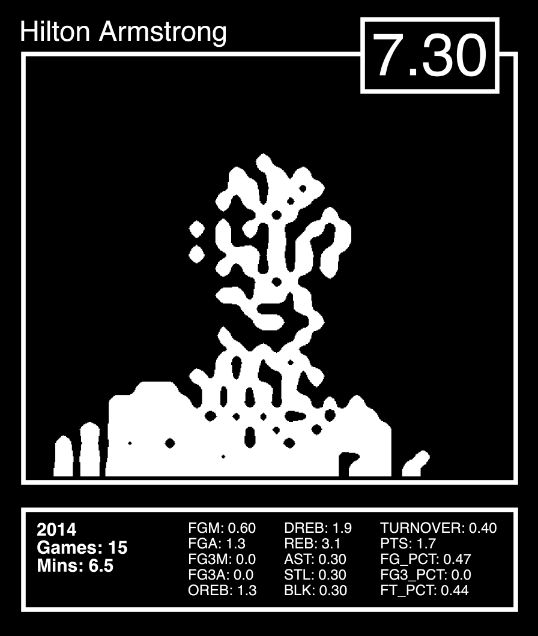 Hilton Armstrong
7.30
2014
Games: 15
Mins: 6.5
FGM: 0.60
FGA: 1.3
FG3M: 0.0
FG3A: 0.0
OREB: 1.3
DREB: 1.9
REB: 3.1
AST: 0.30
STL: 0.30
BLK: 0.30
TURNOVER: 0.40
PTS: 1.7
FG_PCT: 0.47
FG3_PCT: 0.0
FT_PCT: 0.44